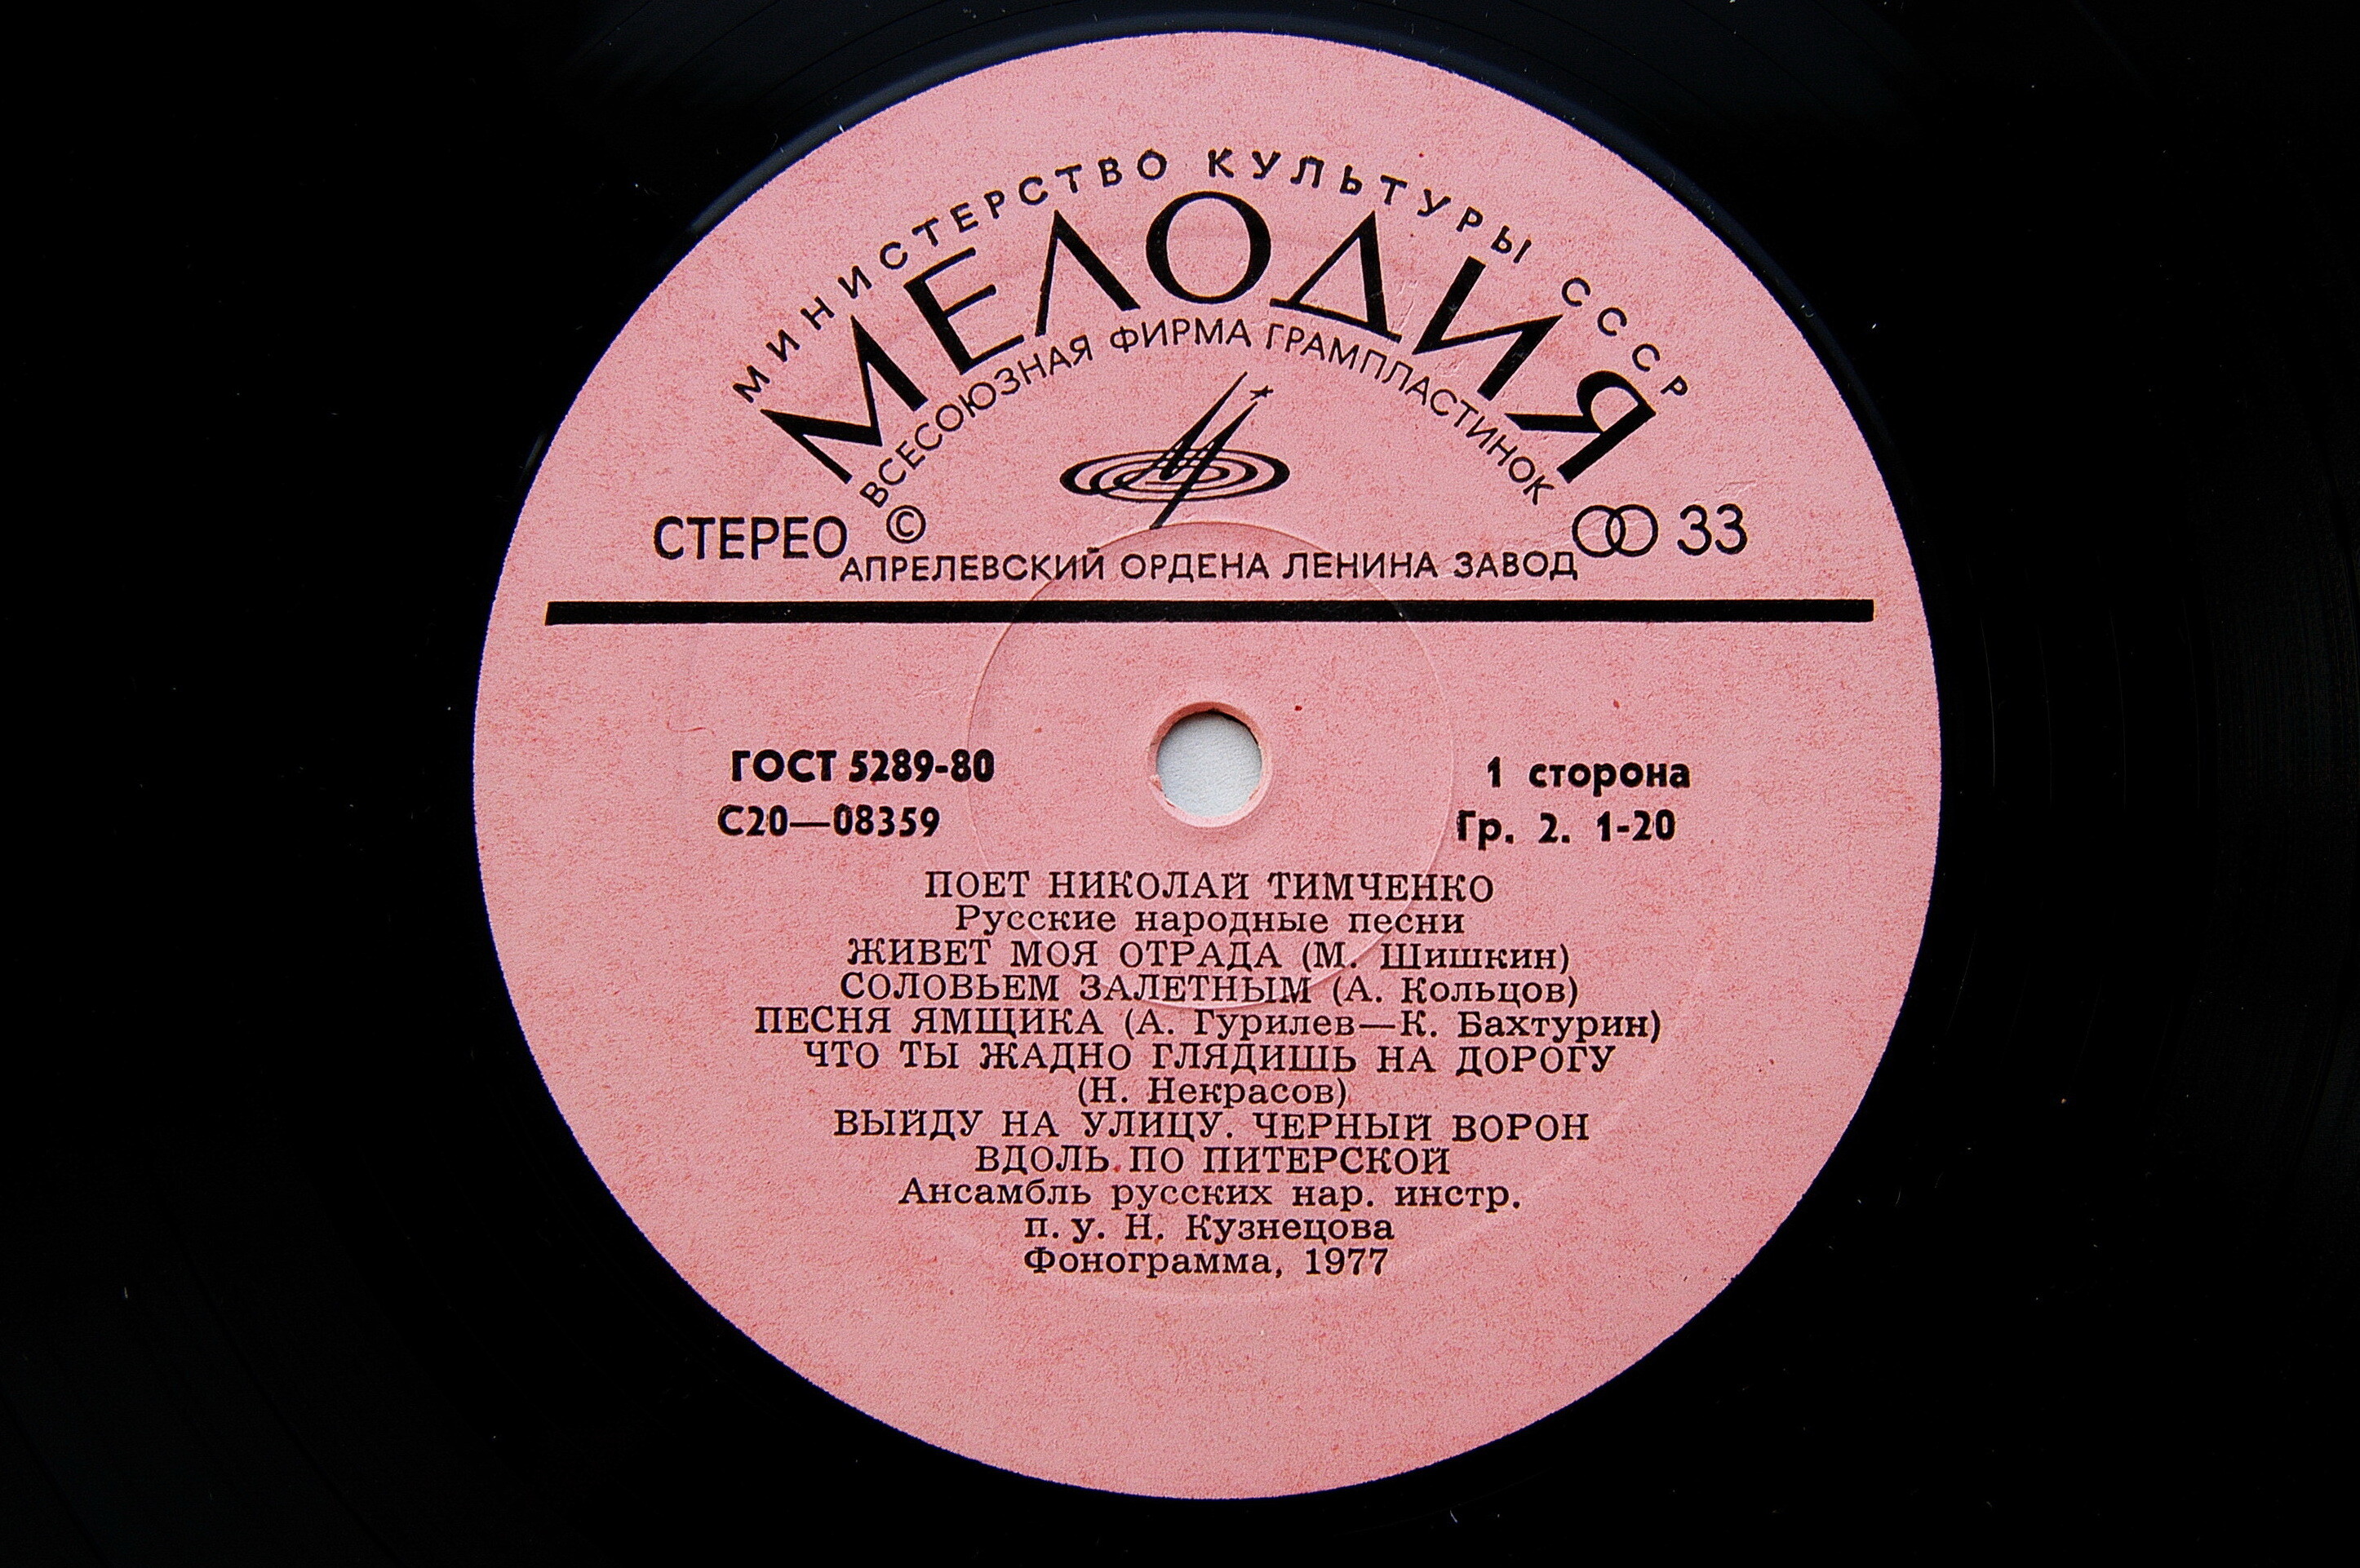 МИНИСТЕРСТВО КУЛЬТУРЫ СССР
МЕЛОДИЯ
ВСЕСОЮЗНАЯ ФИРМА ГРАМПЛАСТИНОК
СТЕРЕО © 33
АПРЕЛЕВСКИЙ ОРДЕНА ЛЕНИНА ЗАВОД
ГОСТ 5289-80
С20—08359
1 сторона
Гр. 2. 1-20
ПОЕТ НИКОЛАЙ ТИМЧЕНКО
Русские народные песни
ЖИВЕТ МОЯ ОТРАДА (М. Шишкин)
СОЛОВЬЕМ ЗАЛЕТНЫМ (А. Кольцов)
ПЕСНЯ ЯМЩИКА (А. Гурилев—К. Бахтурин)
ЧТО ТЫ ЖАДНО ГЛЯДИШЬ НА ДОРОГУ
(Н. Некрасов)
ВЫЙДУ НА УЛИЦУ. ЧЕРНЫЙ ВОРОН
ВДОЛЬ ПО ПИТЕРСКОЙ
Ансамбль русских нар. инстр.
п. у. Н. Кузнецова
Фонограмма, 1977